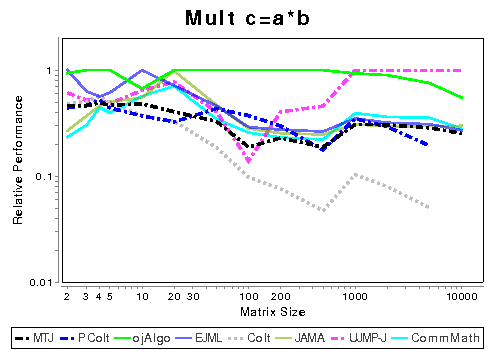 Mult c=a*b
Relative Performance
1
0.1
0.01
2 3 4 5 10 20 30 100 200 1000 10000
Matrix Size
MTJ PColt ojAlgo EJML Colt JAMA UJMP-J CommMath